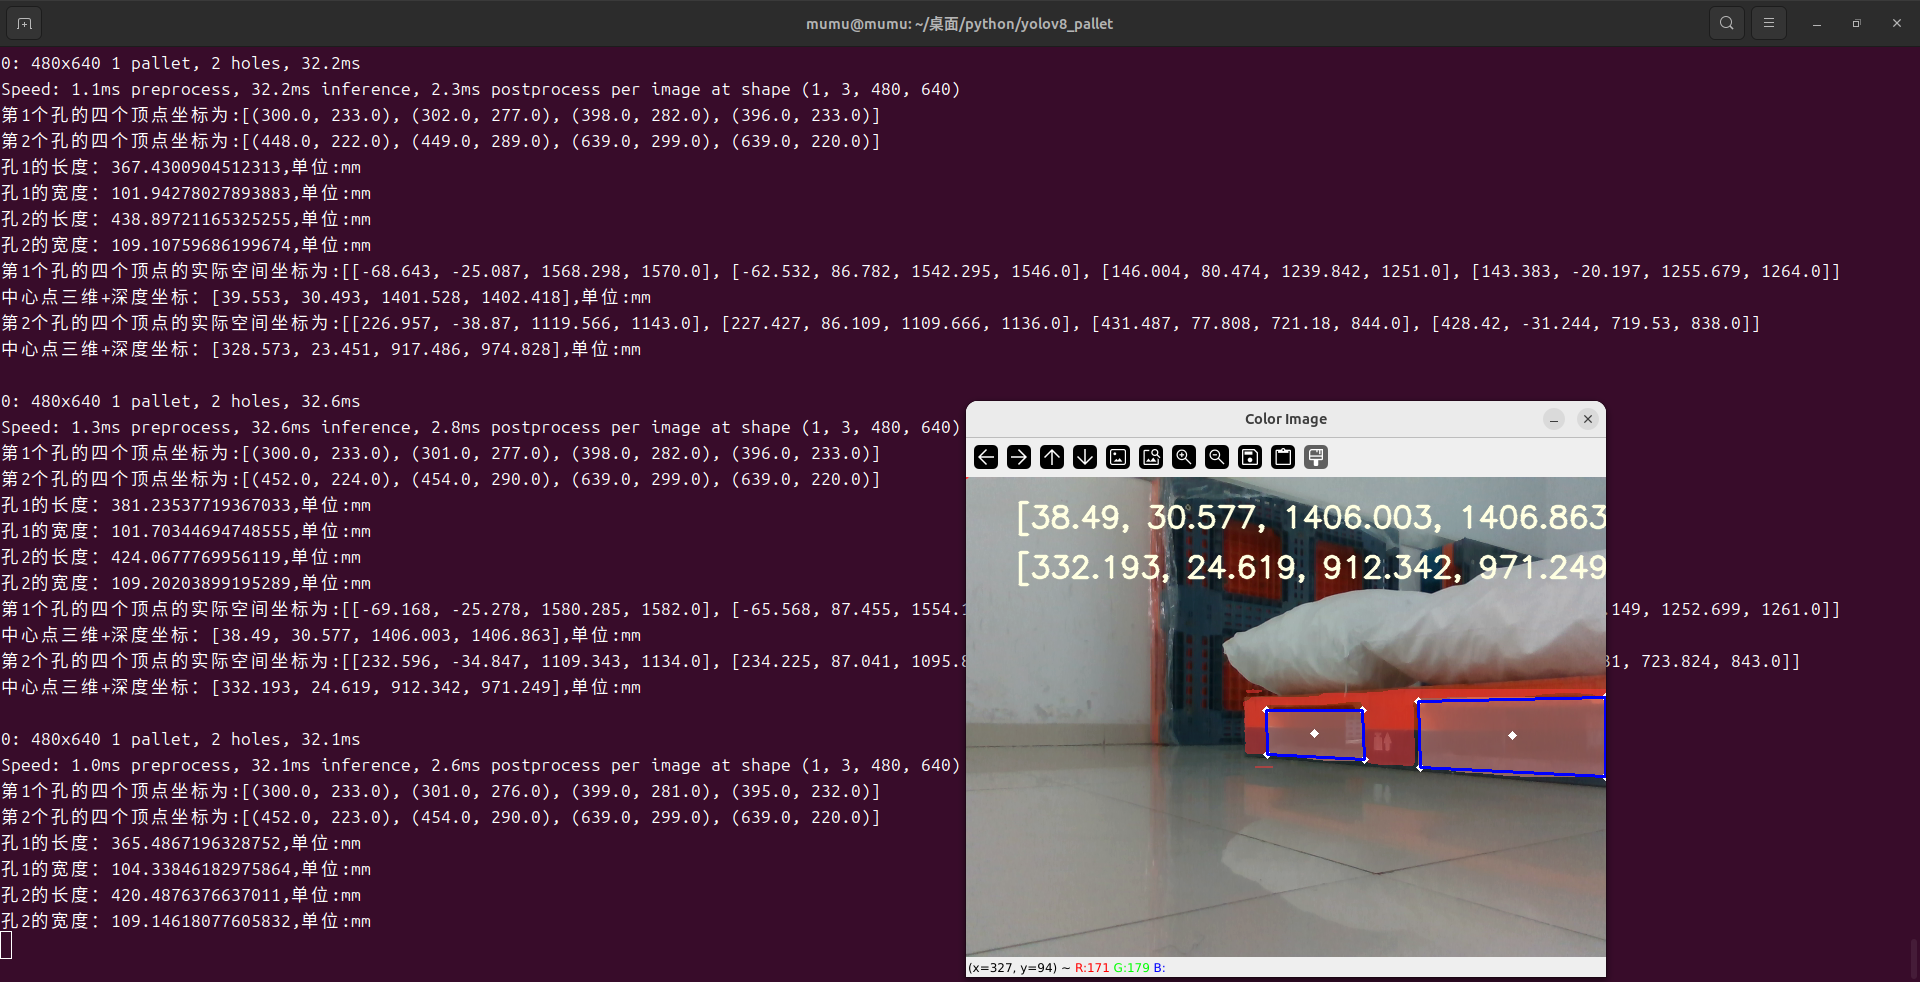 mumu@mumu: ~/桌面/python/yolov8_pallet
0: 480x640 1 pallet, 2 holes, 32.2ms
Speed: 1.1ms preprocess, 32.2ms inference, 2.3ms postprocess per image at shape (1, 3, 480, 640)
第1个孔的四个顶点坐标为:[(300.0, 233.0), (302.0, 277.0), (398.0, 282.0), (396.0, 233.0)]
第2个孔的四个顶点坐标为:[(448.0, 222.0), (449.0, 289.0), (639.0, 299.0), (639.0, 220.0)]
孔1的长度: 367.4300904512313,单位:mm
孔1的宽度: 101.94278027893883,单位:mm
孔2的长度: 438.89721165325255,单位:mm
孔2的宽度: 109.10759686199674,单位:mm
第1个孔的四个顶点的实际空间坐标为:[[-68.643, -25.087, 1568.298, 1570.0], [-62.532, 86.782, 1542.295, 1546.0], [146.004, 80.474, 1239.842, 1251.0], [143.383, -20.197, 1255.679, 1264.0]]
中心点三维+深度坐标: [39.553, 30.493, 1401.528, 1402.418],单位:mm
第2个孔的四个顶点的实际空间坐标为:[[226.957, -38.87, 1119.566, 1143.0], [227.427, 86.109, 1109.666, 1136.0], [431.487, 77.808, 721.18, 844.0], [428.42, -31.244, 719.53, 838.0]]
中心点三维+深度坐标: [328.573, 23.451, 917.486, 974.828],单位:mm
0: 480x640 1 pallet, 2 holes, 32.6ms
Speed: 1.3ms preprocess, 32.6ms inference, 2.8ms postprocess per image at shape (1, 3, 480, 640)
第1个孔的四个顶点坐标为:[(300.0, 233.0), (301.0, 277.0), (398.0, 282.0), (396.0, 233.0)]
第2个孔的四个顶点坐标为:[(452.0, 224.0), (454.0, 290.0), (639.0, 299.0), (639.0, 220.0)]
孔1的长度: 381.23537719367033,单位:mm
孔1的宽度: 101.70344694748555,单位:mm
孔2的长度: 424.0677769956119,单位:mm
孔2的宽度: 109.20203899195289,单位:mm
第1个孔的四个顶点的实际空间坐标为:[[-69.168, -25.278, 1580.285, 1582.0], [-65.568, 87.455, 1554.1 .149, 1252.699, 1261.0]]
中心点三维+深度坐标: [38.49, 30.577, 1406.003, 1406.863],单位:mm
第2个孔的四个顶点的实际空间坐标为:[[232.596, -34.847, 1109.343, 1134.0], [234.225, 87.041, 1095.8 1, 723.824, 843.0]]
中心点三维+深度坐标: [332.193, 24.619, 912.342, 971.249],单位:mm
0: 480x640 1 pallet, 2 holes, 32.1ms
Speed: 1.0ms preprocess, 32.1ms inference, 2.6ms postprocess per image at shape (1, 3, 480, 640)
第1个孔的四个顶点坐标为:[(300.0, 233.0), (301.0, 276.0), (399.0, 281.0), (395.0, 232.0)]
第2个孔的四个顶点坐标为:[(452.0, 223.0), (454.0, 290.0), (639.0, 299.0), (639.0, 220.0)]
孔1的长度: 365.4867196328752,单位:mm
孔1的宽度: 104.33846182975864,单位:mm
孔2的长度: 420.4876376637011,单位:mm
孔2的宽度: 109.14618077605832,单位:mm
Color Image
[38.49, 30.577, 1406.003, 1406.863
[332.193, 24.619, 912.342, 971.249
(x=327, y=94) ~ R:171 G:179 B: